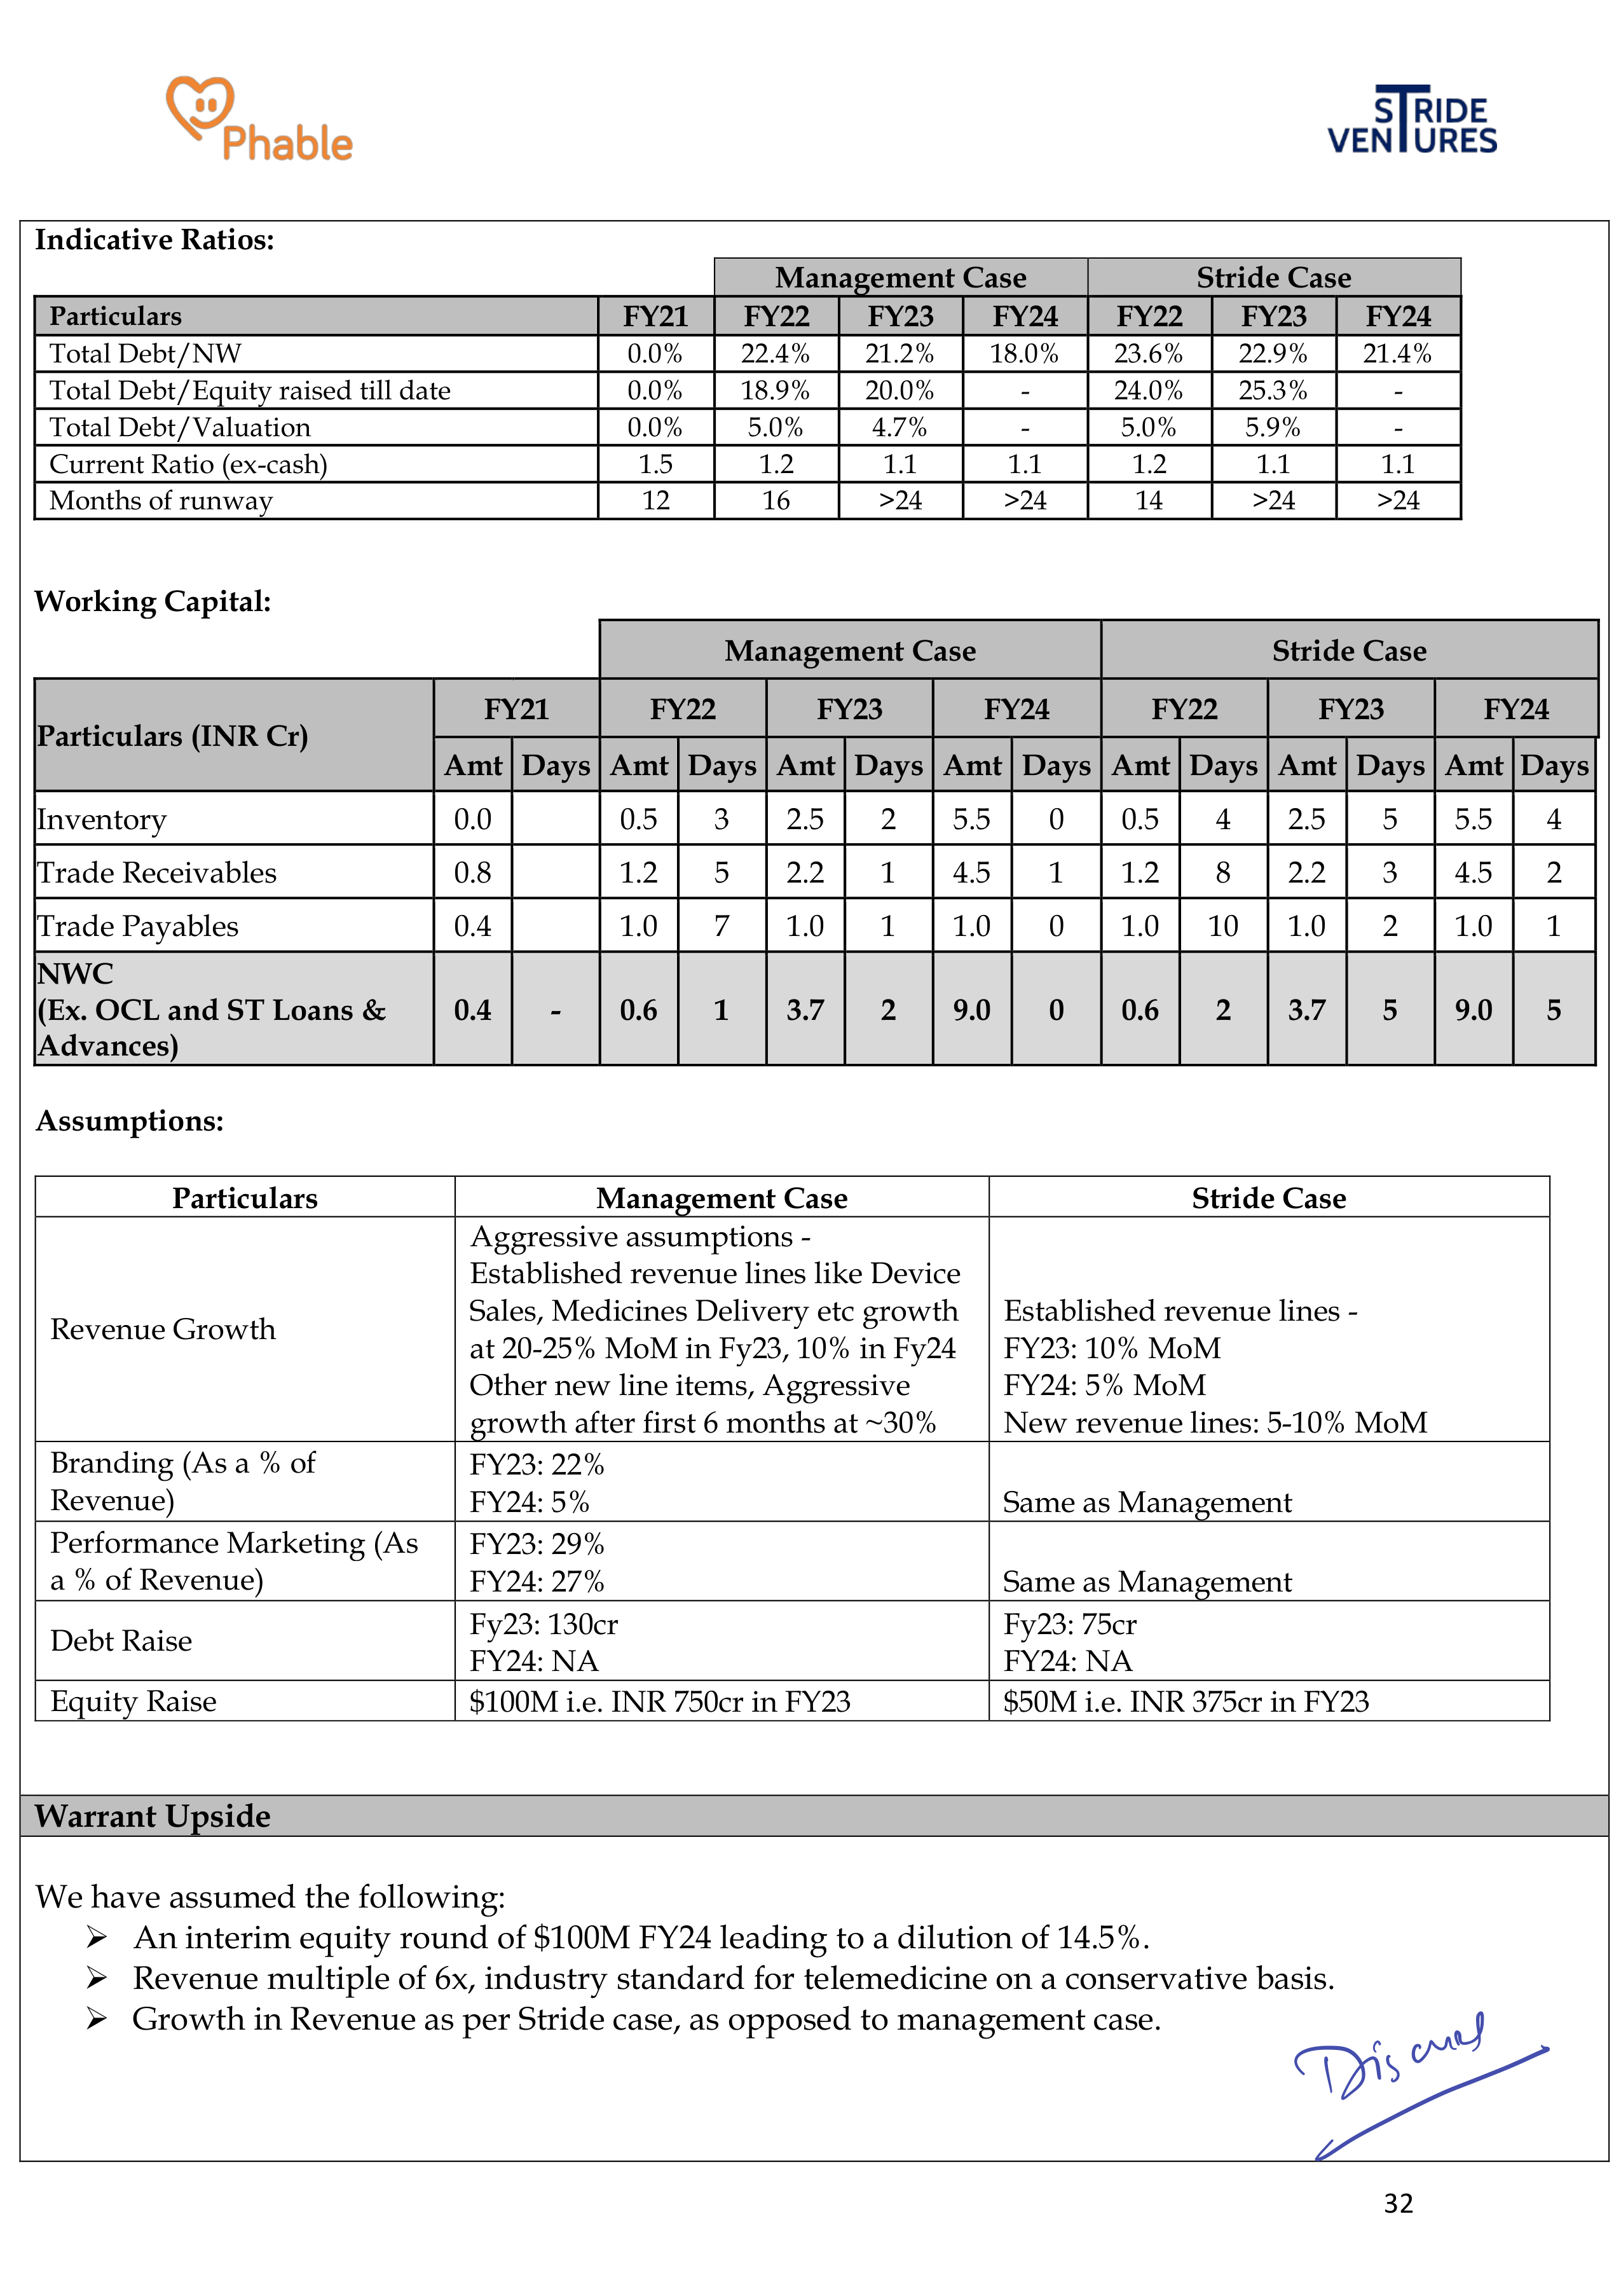 Phable
STRIDE
VENTURES
Indicative Ratios:
Management Case Stride Case
Particulars FY21 FY22 FY23 FY24 FY22 FY23 FY24
Total Debt/NW 0.0% 22.4% 21.2% 18.0% 23.6% 22.9% 21.4%
Total Debt/Equity raised till date 0.0% 18.9% 20.0% - 24.0% 25.3% -
Total Debt/Valuation 0.0% 5.0% 4.7% - 5.0% 5.9% -
Current Ratio (ex-cash) 1.5 1.2 1.1 1.1 1.2 1.1 1.1
Months of runway 12 16 >24 >24 14 >24 >24
Working Capital:
Management Case Stride Case
Particulars (INR Cr) FY21 FY22 FY23 FY24 FY22 FY23 FY24
Amt Days Amt Days Amt Days Amt Days Amt Days Amt Days Amt Days
Inventory 0.0 0.5 3 2.5 2 5.5 0 0.5 4 2.5 5 5.5 4
Trade Receivables 0.8 1.2 5 2.2 1 4.5 1 1.2 8 2.2 3 4.5 2
Trade Payables 0.4 1.0 7 1.0 1 1.0 0 1.0 10 1.0 2 1.0 1
NWC
(Ex. OCL and ST Loans & 0.4 - 0.6 1 3.7 2 9.0 0 0.6 2 3.7 5 9.0 5
Advances)
Assumptions:
Particulars Management Case Stride Case
Revenue Growth
Aggressive assumptions -
Established revenue lines like Device
Sales, Medicines Delivery etc growth
at 20-25% MoM in Fy23, 10% in Fy24
Other new line items, Aggressive
growth after first 6 months at ~30%
Established revenue lines -
FY23: 10% MoM
FY24: 5% MoM
New revenue lines: 5-10% MoM
Branding (As a % of
Revenue)
FY23: 22%
FY24: 5%
Same as Management
Performance Marketing (As
a % of Revenue)
FY23: 29%
FY24: 27%
Same as Management
Debt Raise
Fy23: 130cr
FY24: NA
Fy23: 75cr
FY24: NA
Equity Raise $100M i.e. INR 750cr in FY23 $50M i.e. INR 375cr in FY23
Warrant Upside
We have assumed the following:
➢ An interim equity round of $100M FY24 leading to a dilution of 14.5%.
➢ Revenue multiple of 6x, industry standard for telemedicine on a conservative basis.
➢ Growth in Revenue as per Stride case, as opposed to management case.
32